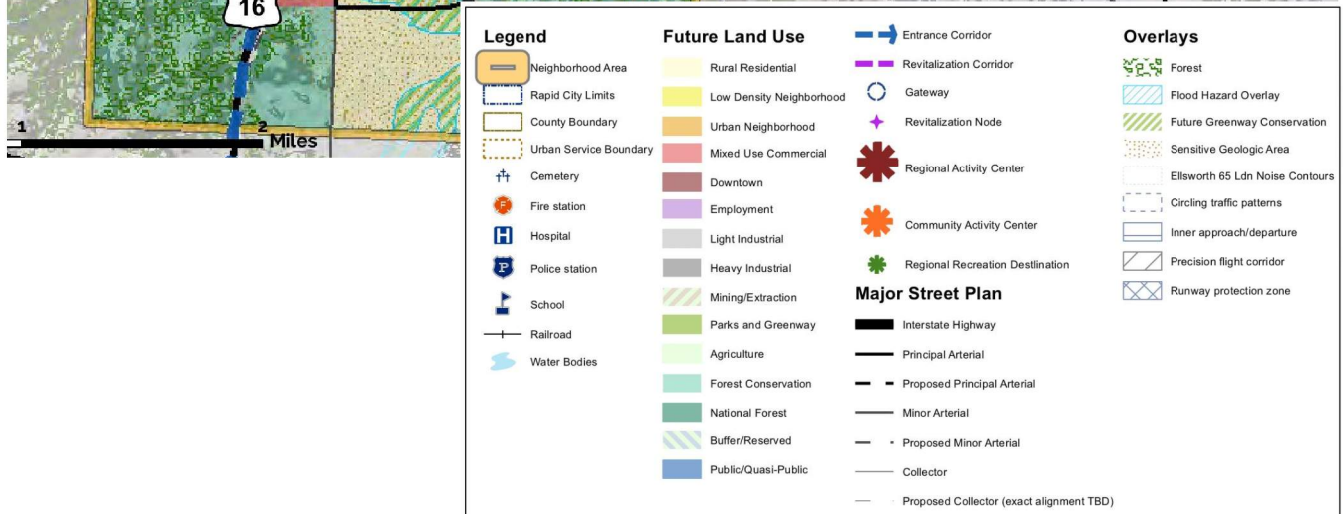 16
1
2
Miles
Legend
Neighborhood Area
Rapid City Limits
County Boundary
Urban Service Boundary
Cemetery
F
Fire station
H
Hospital
P
Police station
School
Railroad
Water Bodies
Future Land Use
Rural Residential
Low Density Neighborhood
Urban Neighborhood
Mixed Use Commercial
Downtown
Employment
Light Industrial
Heavy Industrial
Mining/Extraction
Parks and Greenway
Agriculture
Forest Conservation
National Forest
Buffer/Reserved
Public/Quasi-Public
Entrance Corridor
Revitalization Corridor
Gateway
Revitalization Node
Regional Activity Center
Community Activity Center
Regional Recreation Destlination
Major Street Plan
Interstate Highway
Principal Arterial
Proposed Principal Arterial
Minor Arterial
Proposed Minor Arterial
Collector
Proposed Collector (exact alignment TBD)
Overlays
Forest
Flood Hazard Overlay
Future Greenway Conservation
Sensitive Geologic Area
Ellsworth 65 Ldn Noise Contours
Circling traffic patterns
Inner approach/departure
Precision flight corridor
Runway protection zone